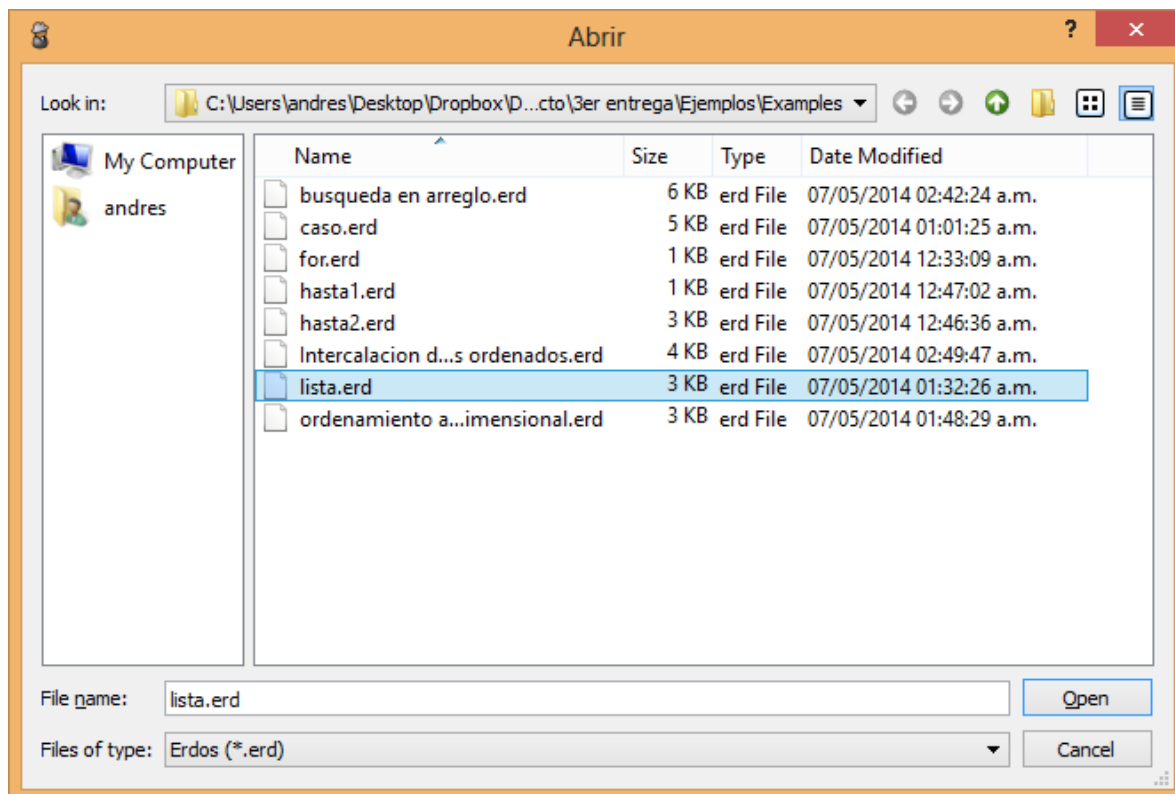 Abrir ?
Look in: C:\Users\andres\Desktop\Dropbox\D...cto\3er entrega\Ejemplos\Examples
My Computer
andres
Name Size Type Date Modified
busqueda en arreglo.erd 6 KB erd File 07/05/2014 02:42:24 a.m.
caso.erd 5 KB erd File 07/05/2014 01:01:25 a.m.
for.erd 1 KB erd File 07/05/2014 12:33:09 a.m.
hasta1.erd 1 KB erd File 07/05/2014 12:47:02 a.m.
hasta2.erd 3 KB erd File 07/05/2014 12:46:36 a.m.
Intercalacion d...s ordenados.erd 4 KB erd File 07/05/2014 02:49:47 a.m.
lista.erd 3 KB erd File 07/05/2014 01:32:26 a.m.
ordenamiento a...imensional.erd 3 KB erd File 07/05/2014 01:48:29 a.m.
File name: lista.erd Open
Files of type: Erdos (*.erd) Cancel